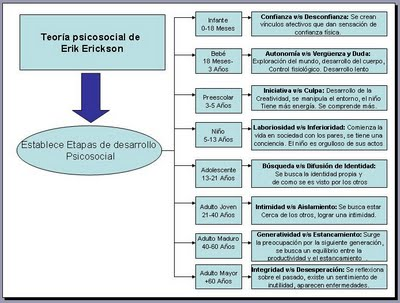 Teoría psicosocial de
Erik Erickson
Establece Etapas de desarrollo
Psicosocial
Infante
0-18 Meses
Confianza v/s Desconfianza: Se crean
vínculos afectivos que dan sensación de
confianza física.
Bebé
18 Meses-
3 Años
Autonomía v/s Vergüenza y Duda:
Exploración del mundo, desarrollo del cuerpo,
Control fisiológico. Desarrollo lento
Preescolar
3-5 Años
Iniciativa v/s Culpa: Desarrollo de la
Creatividad, se manipula el entorno, el niño
Tiene más energía. Se comprende más.
Niño
5-13 Años
Laboriosidad v/s Inferioridad: Comienza la
vida en sociedad con los pares, se tiene una
conciencia. El niño es orgulloso de sus actos
Adolescente
13-21 Años
Búsqueda v/s Difusión de Identidad:
Se busca la identidad propia y
de como se es visto por los otros
Adulto Joven
21-40 Años
Intimidad v/s Aislamiento: Se busca estar
Cerca de los otros, lograr una intimidad.
Adulto Maduro
40-60 Años
Generatividad v/s Estancamiento: Surge
la preocupación por la siguiente generación,
se busca un equilibrio entre la
productividad y el estancamiento
Adulto Mayor
+60 Años
Integridad v/s Desesperación: Se reflexiona
sobre el pasado, existe un sentimiento de
inutilidad, aparecen enfermedades.